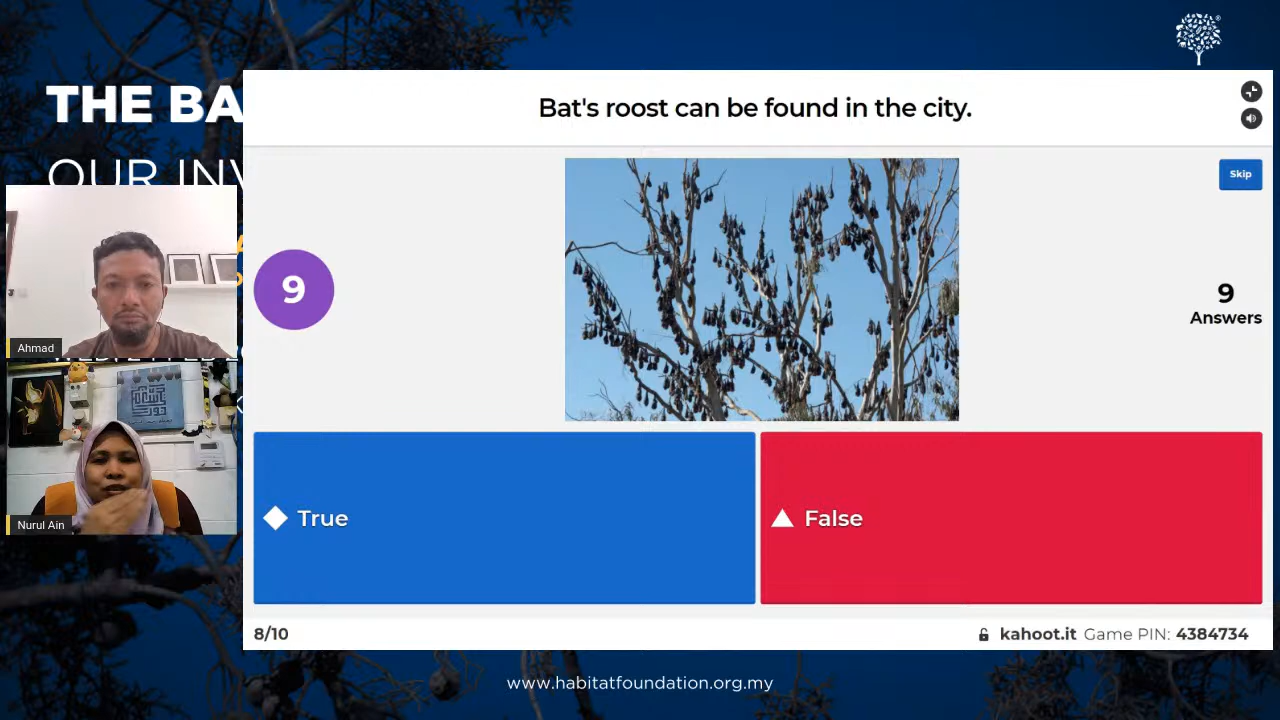 THE BA
OUR INV
Bat's roost can be found in the city.
Skip
9
9
Answers
Ahmad
Nurul Ain
True
False
8/10
kahoot.it Game PIN: 4384734
www.habitatfoundation.org.my